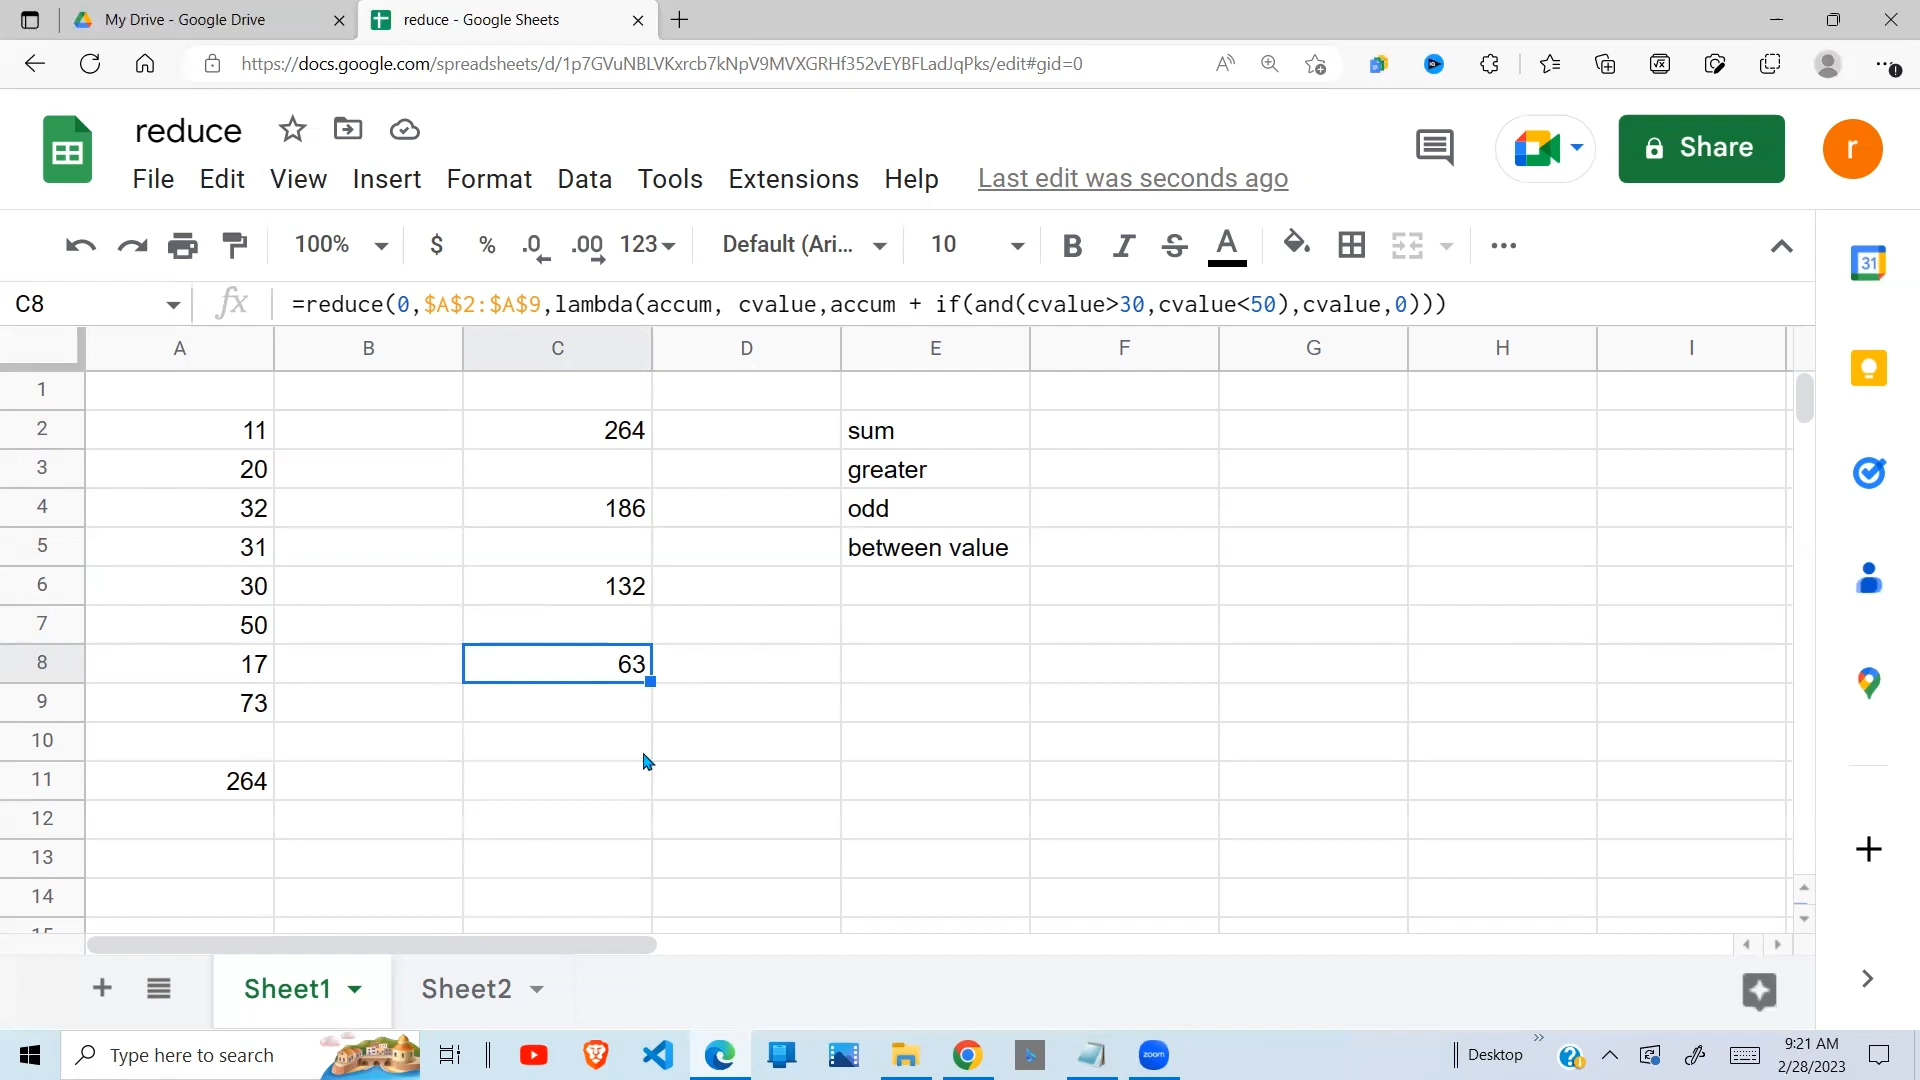 My Drive - Google Drive
reduce - Google Sheets
https://docs.google.com/spreadsheets/d/1p7GVuNBLVKxrcb7kNpV9MVXGRHf352vEYBFLadJqPks/edit#gid=0
reduce
Share
r
File Edit View Insert Format Data Tools Extensions Help Last edit was seconds ago
100% $ % .0 .00 123 Default (Ari... 10 B I S A
31
C8 fx =reduce(0,$A$2:$A$9,lambda(accum, cvalue,accum + if(and(cvalue>30,cvalue<50),cvalue,0)))
A B C D E F G H I
1
2 11 264 sum
3 20 greater
4 32 186 odd
5 31 between value
6 30 132
7 50
8 17 63
9 73
10
11 264
12
13
14
15
Sheet1 Sheet2
Type here to search
zoom
Desktop
9:21 AM
2/28/2023